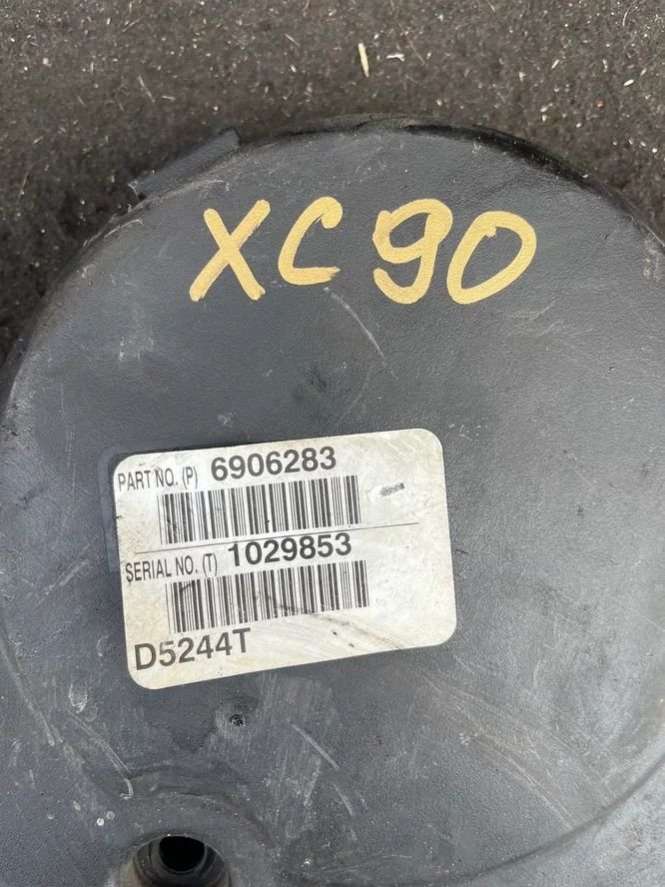 XC90
PART NO. (P) 6906283
SERIAL NO. (T) 1029853
D5244T